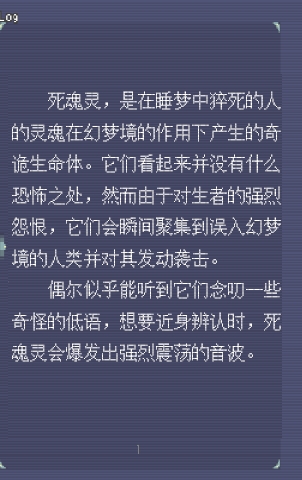 _09
死魂灵，是在睡梦中猝死的人
的灵魂在幻梦境的作用下产生的奇
诡生命体。它们看起来并没有什么
恐怖之处，然而由于对生者的强烈
怨恨，它们会瞬间聚集到误入幻梦
境的人类并对其发动袭击。
偶尔似乎能听到它们念叨一些
奇怪的低语，想要近身辨认时，死
魂灵会爆发出强烈震荡的音波。
1